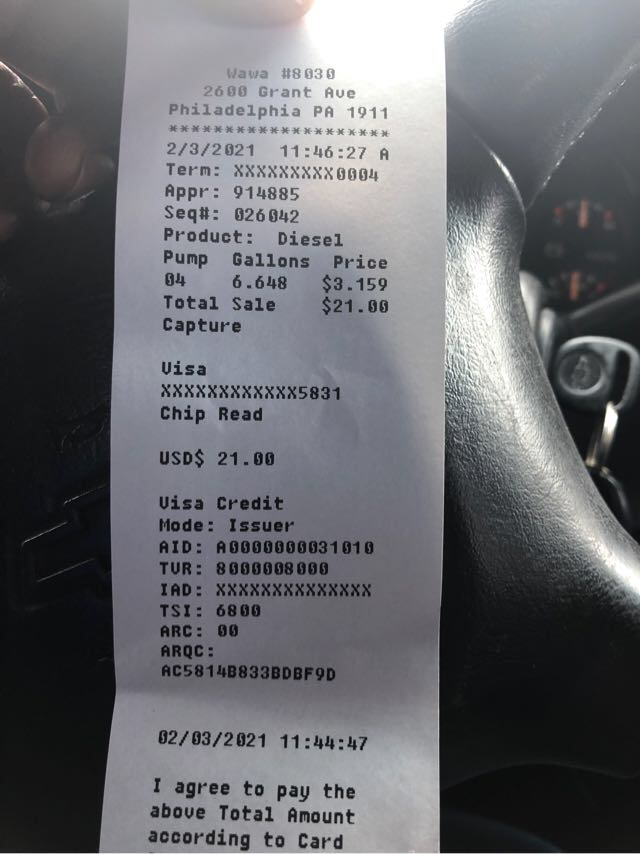 Wawa #8030
2600 Grant Ave
Philadelphia PA 1911
********************
2/3/2021 11:46:27 A
Term: XXXXXXXXX0004
Appr: 914885
Seq#: 026042
Product: Diesel
Pump Gallons Price
04 6.648 $3.159
Total Sale $21.00
Capture
Visa
XXXXXXXXXXXX5831
Chip Read
USD$ 21.00
Visa Credit
Mode: Issuer
AID: A0000000031010
TVR: 8000008000
IAD: XXXXXXXXXXXXXX
TSI: 6800
ARC: 00
ARQC:
AC5814B833BDBF9D
02/03/2021 11:44:47
I agree to pay the
above Total Amount
according to Card